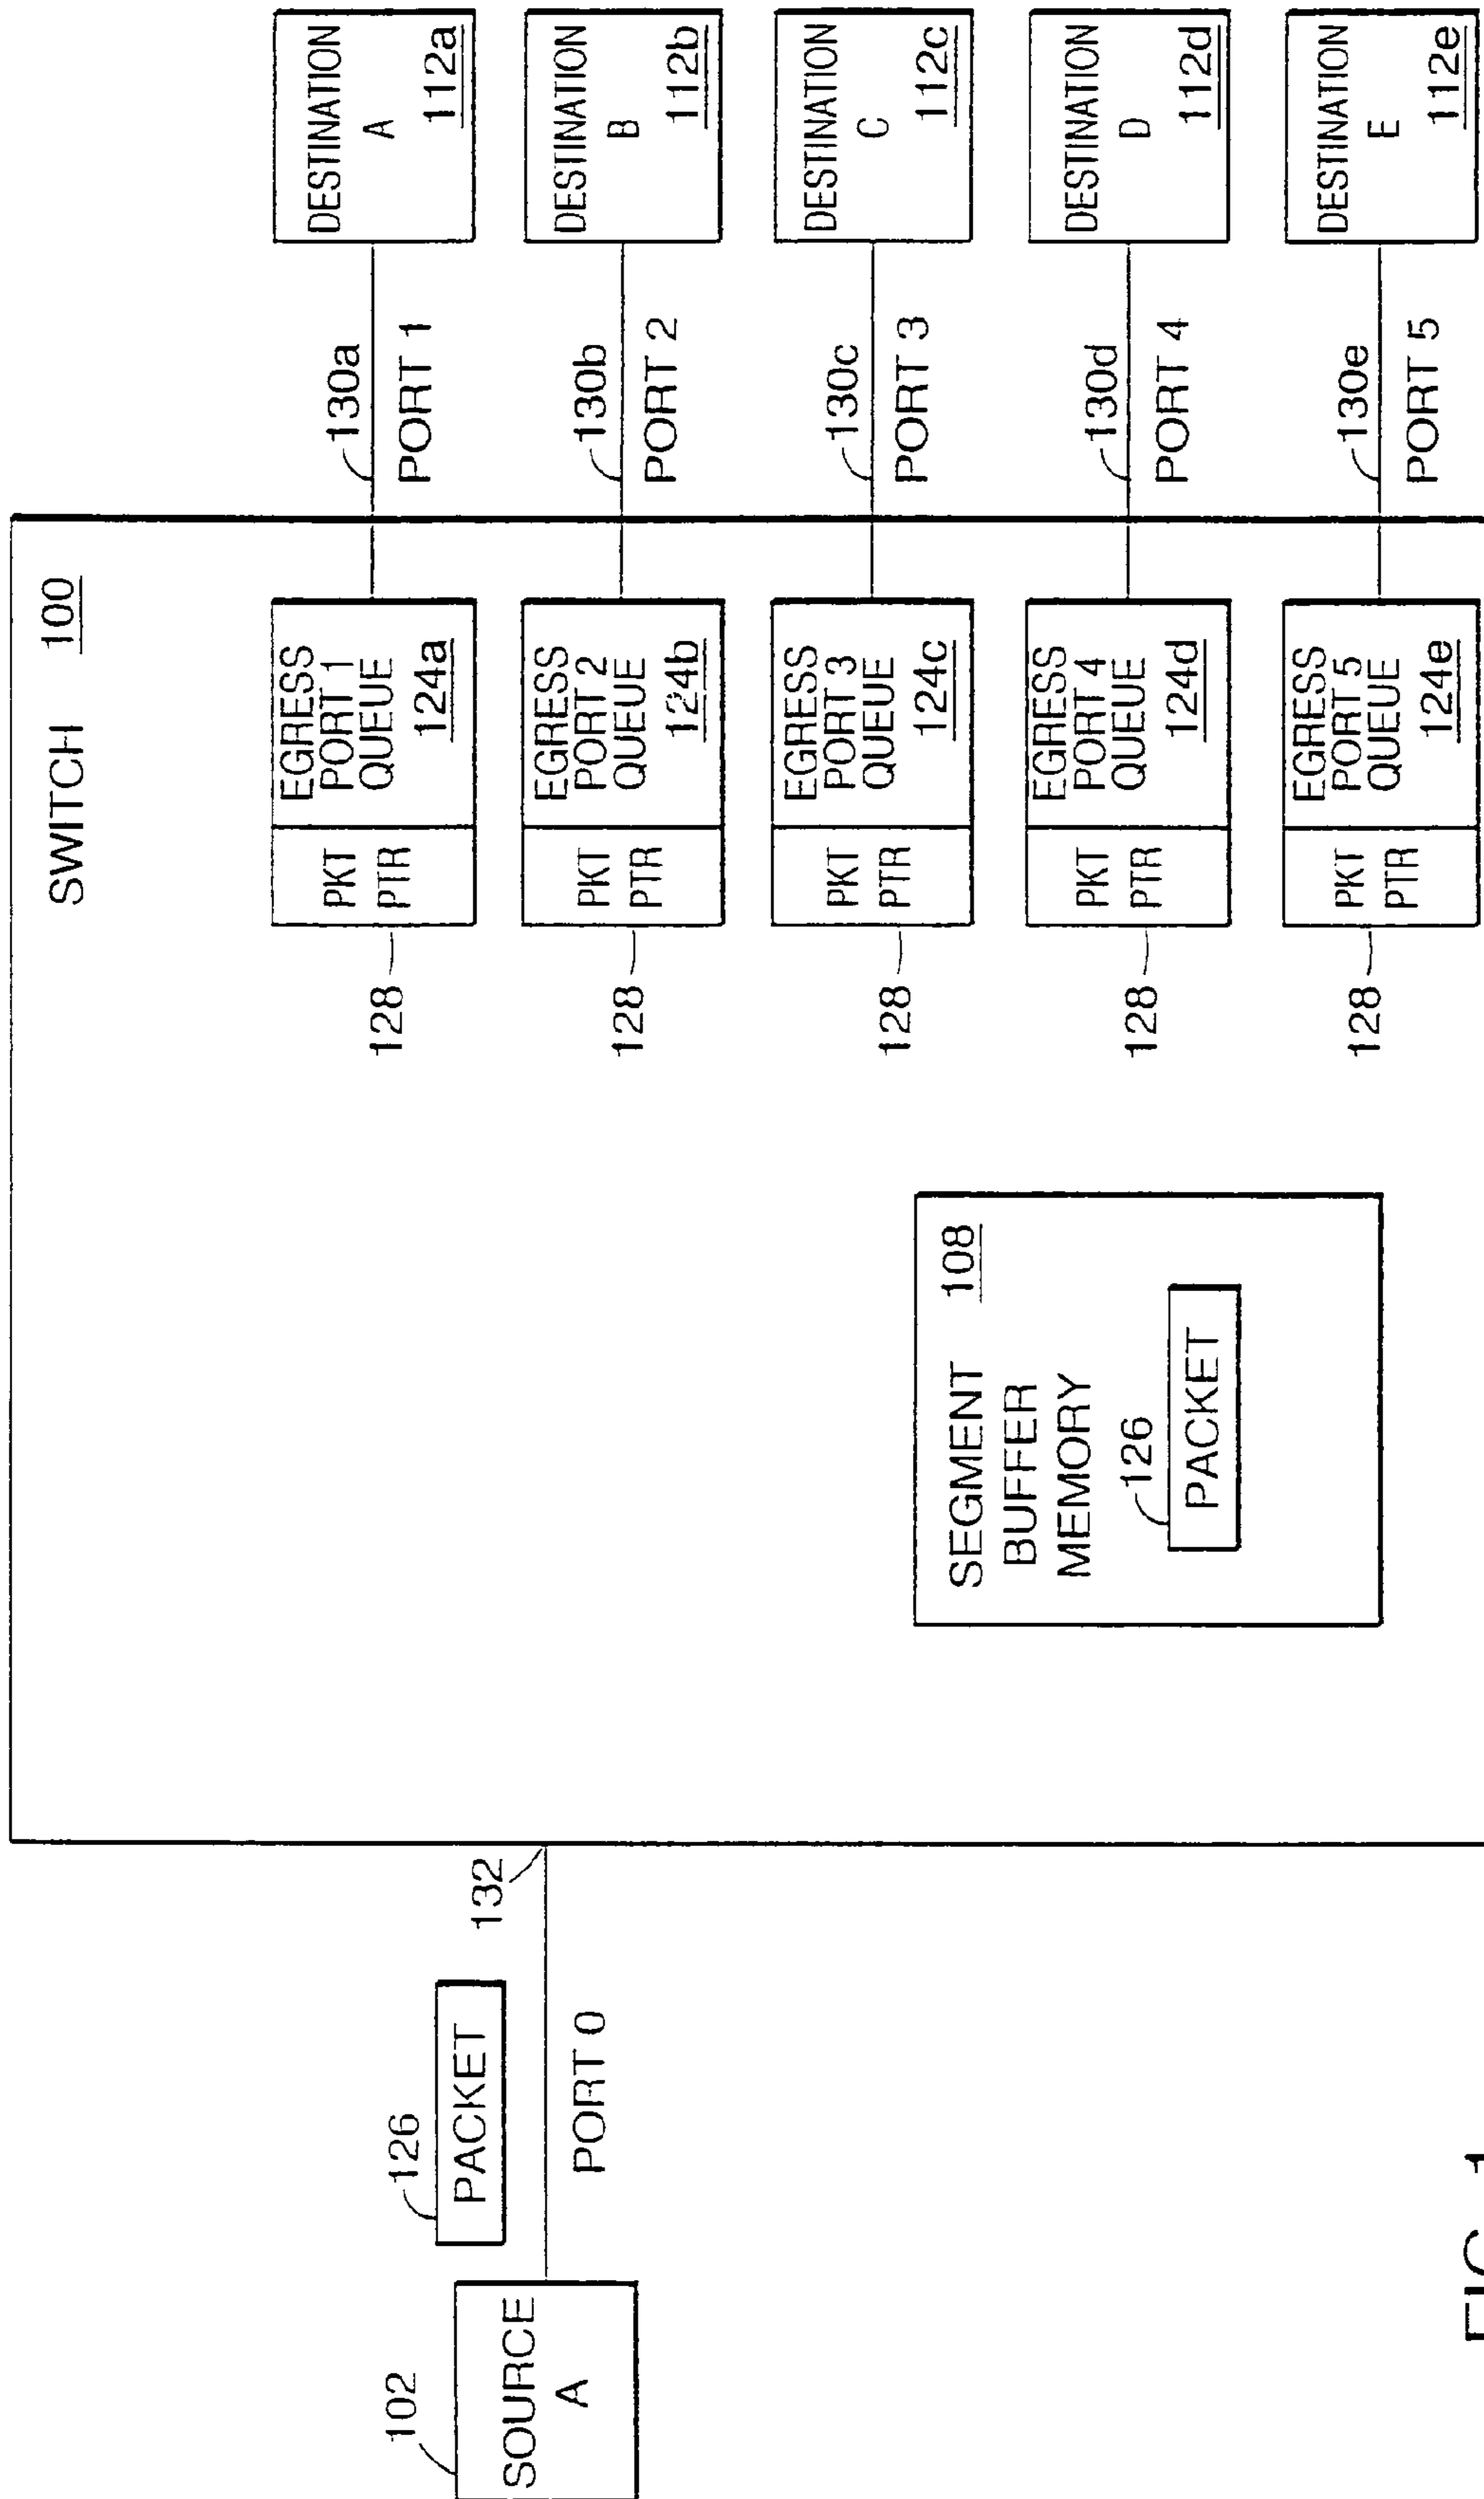 SWITCH 100
102
SOURCE
A
126
PACKET
132
PORT 0
SEGMENT 108
BUFFER
MEMORY
126
PACKET
128
PKT
PTR
EGRESS
PORT 1
QUEUE
124a
130a
PORT 1
DESTINATION
A
112a
128
PKT
PTR
EGRESS
PORT 2
QUEUE
124b
130b
PORT 2
DESTINATION
B
112b
128
PKT
PTR
EGRESS
PORT 3
QUEUE
124c
130c
PORT 3
DESTINATION
C
112c
128
PKT
PTR
EGRESS
PORT 4
QUEUE
124d
130d
PORT 4
DESTINATION
D
112d
128
PKT
PTR
EGRESS
PORT 5
QUEUE
124e
130e
PORT 5
DESTINATION
E
112e